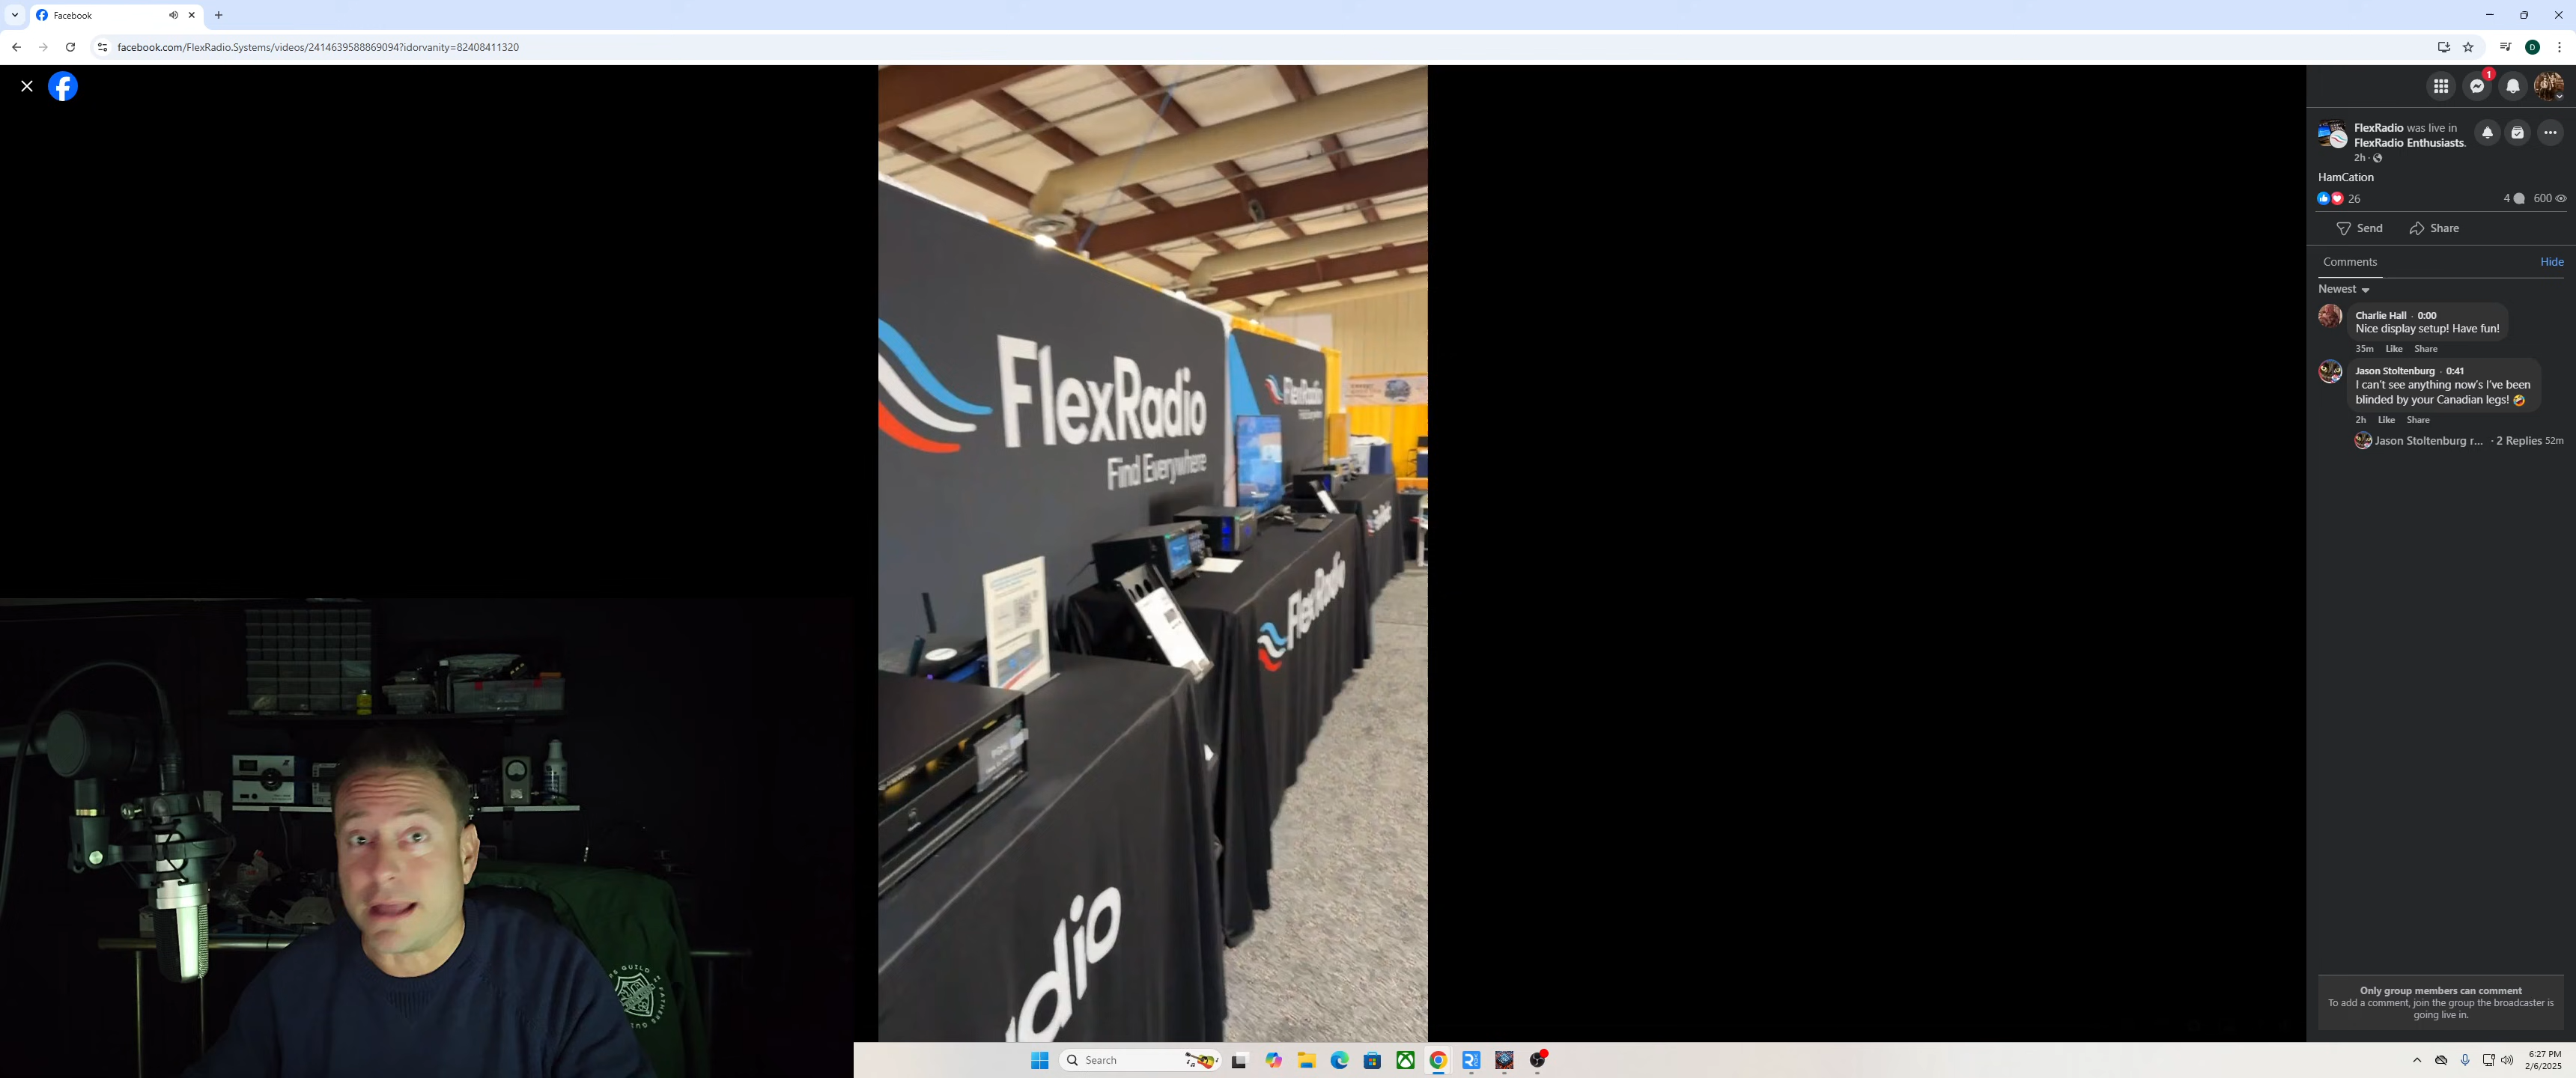 Facebook
facebook.com/FlexRadio.Systems/videos/2414639588869094?idorvanity=82408411320
D
1
FlexRadio was live in
FlexRadio Enthusiasts.
2h ·
HamCation
26
4
600
Send
Share
Comments
Hide
Newest
Charlie Hall · 0:00
Nice display setup! Have fun!
35m Like Share
Jason Stoltenburg · 0:41
I can't see anything now's I've been
blinded by your Canadian legs! 🤣
2h Like Share
Jason Stoltenburg r... · 2 Replies 52m
Only group members can comment
To add a comment, join the group the broadcaster is
going live in.
FlexRadio
Find Everywhere
FlexRadio
FlexRadio
adio
Search
6:27 PM
2/6/2025